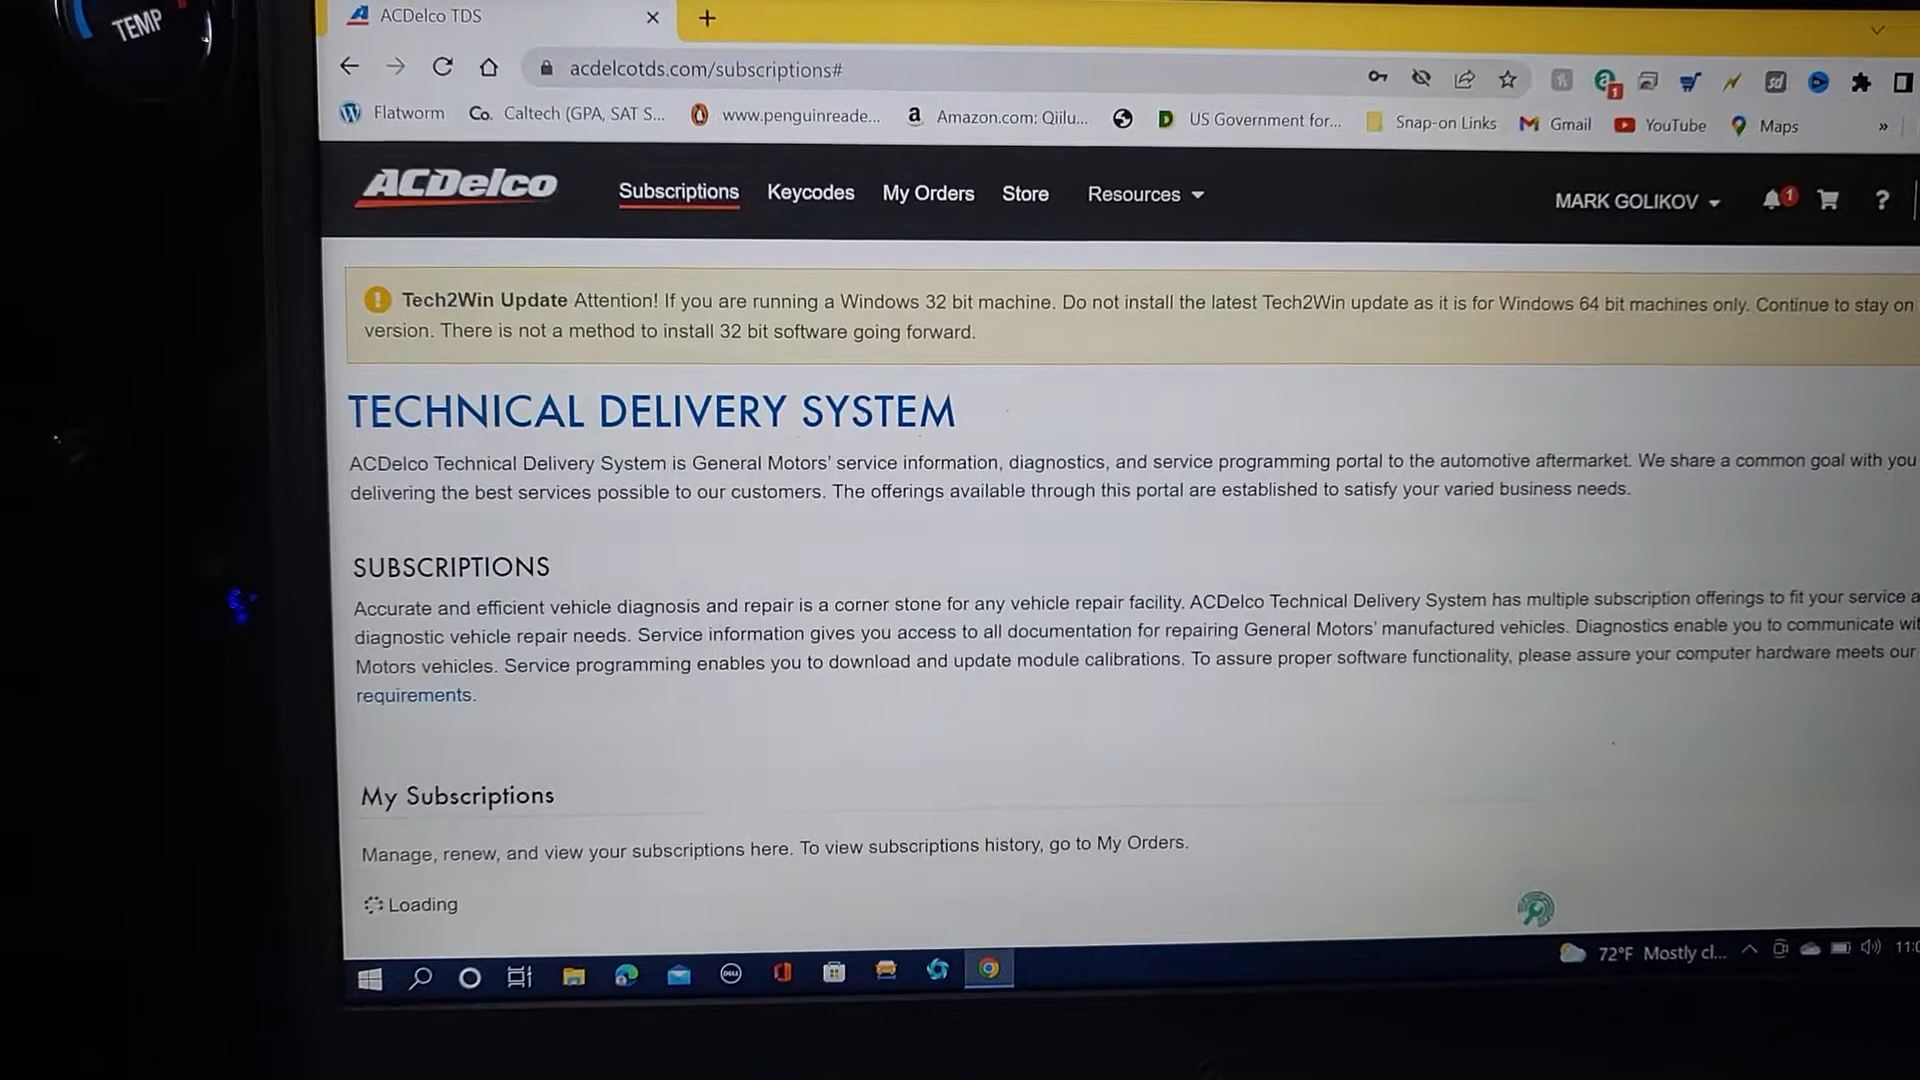 TEMP
ACDelco TDS
acdelcotds.com/subscriptions#
1
Flatworm Co. Caltech (GPA, SAT S... www.penguinreade... Amazon.com: Qiilu... US Government for... Snap-on Links Gmail YouTube Maps »
ACDelco Subscriptions Keycodes My Orders Store Resources MARK GOLIKOV 1 ?
Tech2Win Update Attention! If you are running a Windows 32 bit machine. Do not install the latest Tech2Win update as it is for Windows 64 bit machines only. Continue to stay on
version. There is not a method to install 32 bit software going forward.
TECHNICAL DELIVERY SYSTEM
ACDelco Technical Delivery System is General Motors' service information, diagnostics, and service programming portal to the automotive aftermarket. We share a common goal with you
delivering the best services possible to our customers. The offerings available through this portal are established to satisfy your varied business needs.
SUBSCRIPTIONS
Accurate and efficient vehicle diagnosis and repair is a corner stone for any vehicle repair facility. ACDelco Technical Delivery System has multiple subscription offerings to fit your service a
diagnostic vehicle repair needs. Service information gives you access to all documentation for repairing General Motors' manufactured vehicles. Diagnostics enable you to communicate wit
Motors vehicles. Service programming enables you to download and update module calibrations. To assure proper software functionality, please assure your computer hardware meets our
requirements.
My Subscriptions
Manage, renew, and view your subscriptions here. To view subscriptions history, go to My Orders.
Loading
DELL 72°F Mostly cl... 11:0